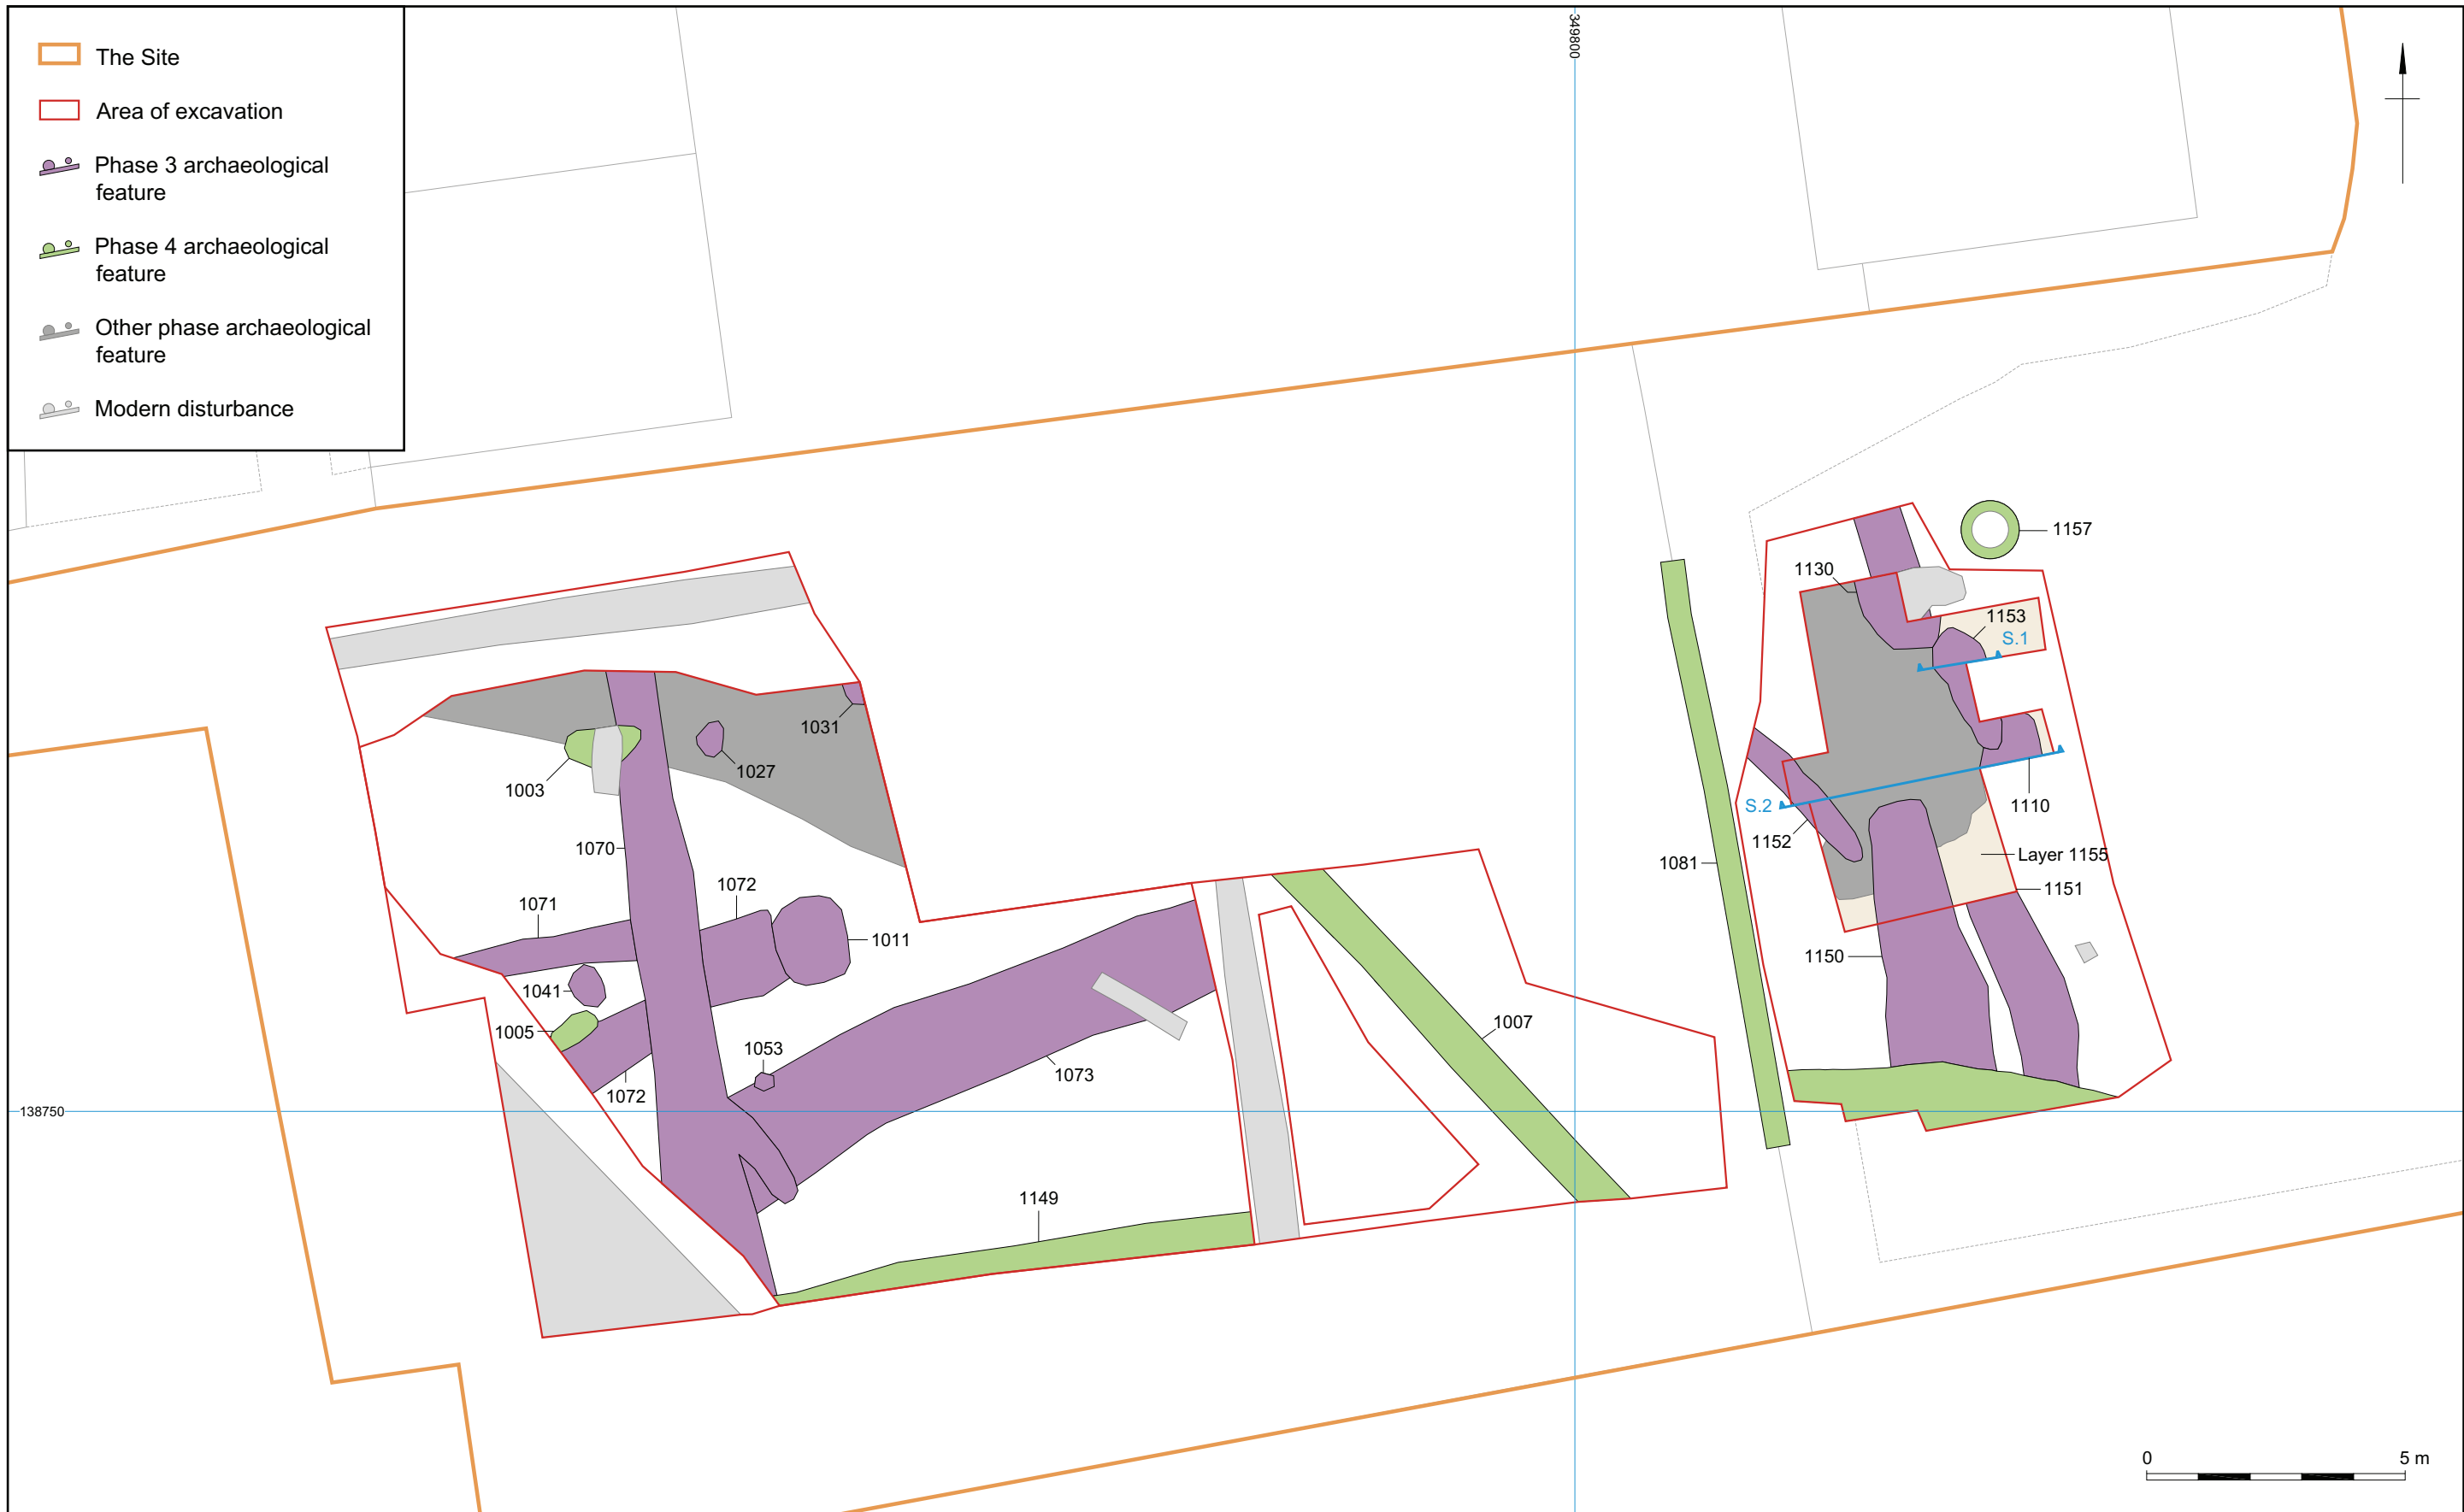 The Site
Area of excavation
Phase 3 archaeological
feature
Phase 4 archaeological
feature
Other phase archaeological
feature
Modern disturbance
349800
1157
1130
1153
S.1
1031
1027
1003
1110
S.2
1152
1070
Layer 1155
1081
1151
1072
1071
1011
1150
1041
1007
1005
1053
1073
1072
138750
1149
0 5 m